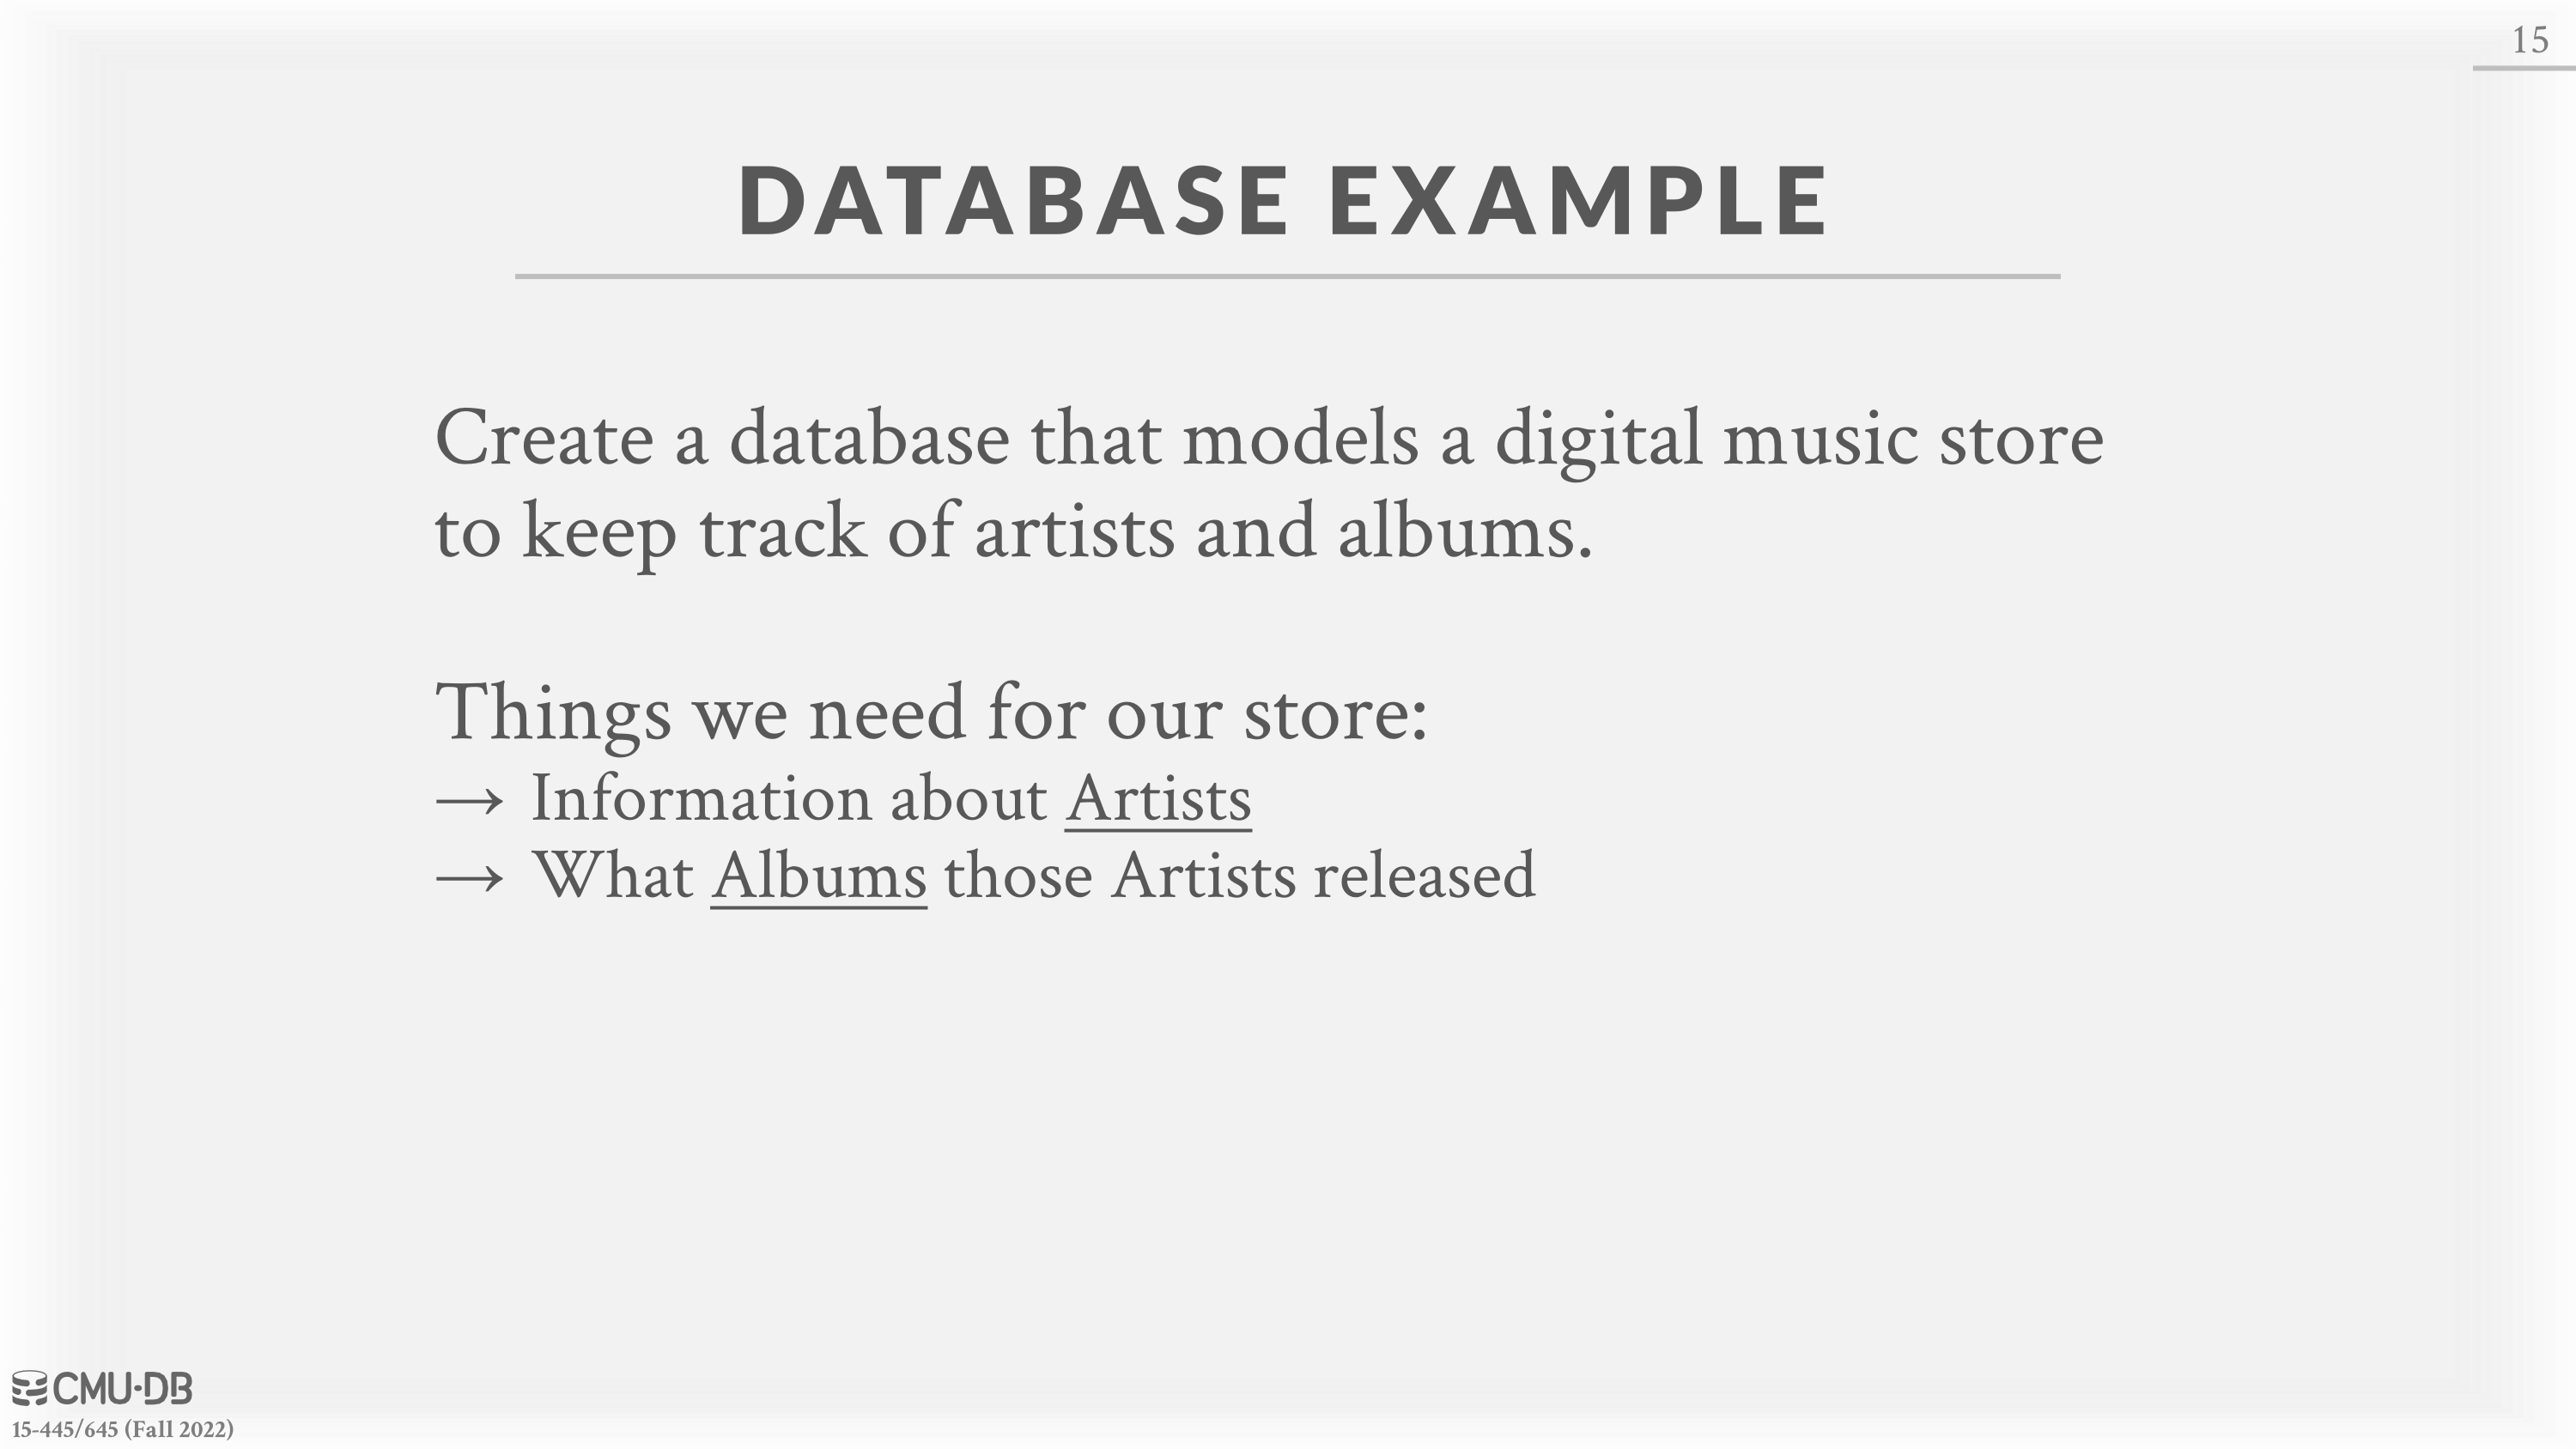 15
DATABASE EXAMPLE
Create a database that models a digital music store
to keep track of artists and albums.
Things we need for our store:
→ Information about Artists
→ What Albums those Artists released
CMU·DB
15-445/645 (Fall 2022)